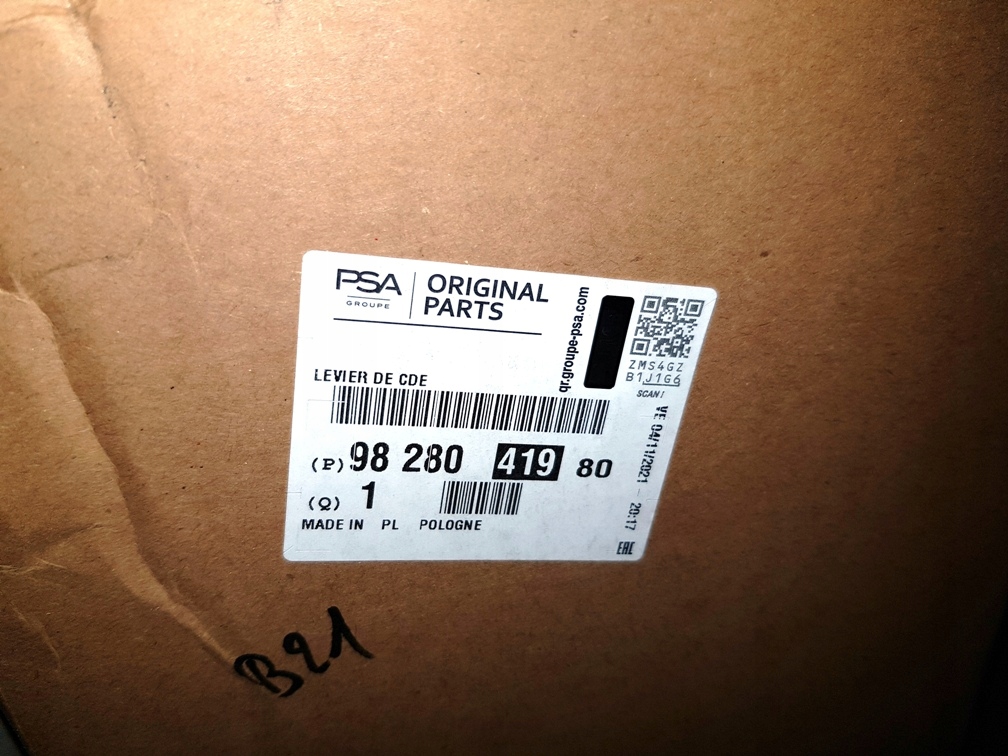 PSA
GROUPE
ORIGINAL
PARTS
qr.groupe-psa.com
ZMS4GZ
B1J1G6
SCAN!
LEVIER DE CDE
(P) 98 280 419 80
(Q) 1
MADE IN PL POLOGNE
VE 04/11/2021 - 20:17
EAC
B21